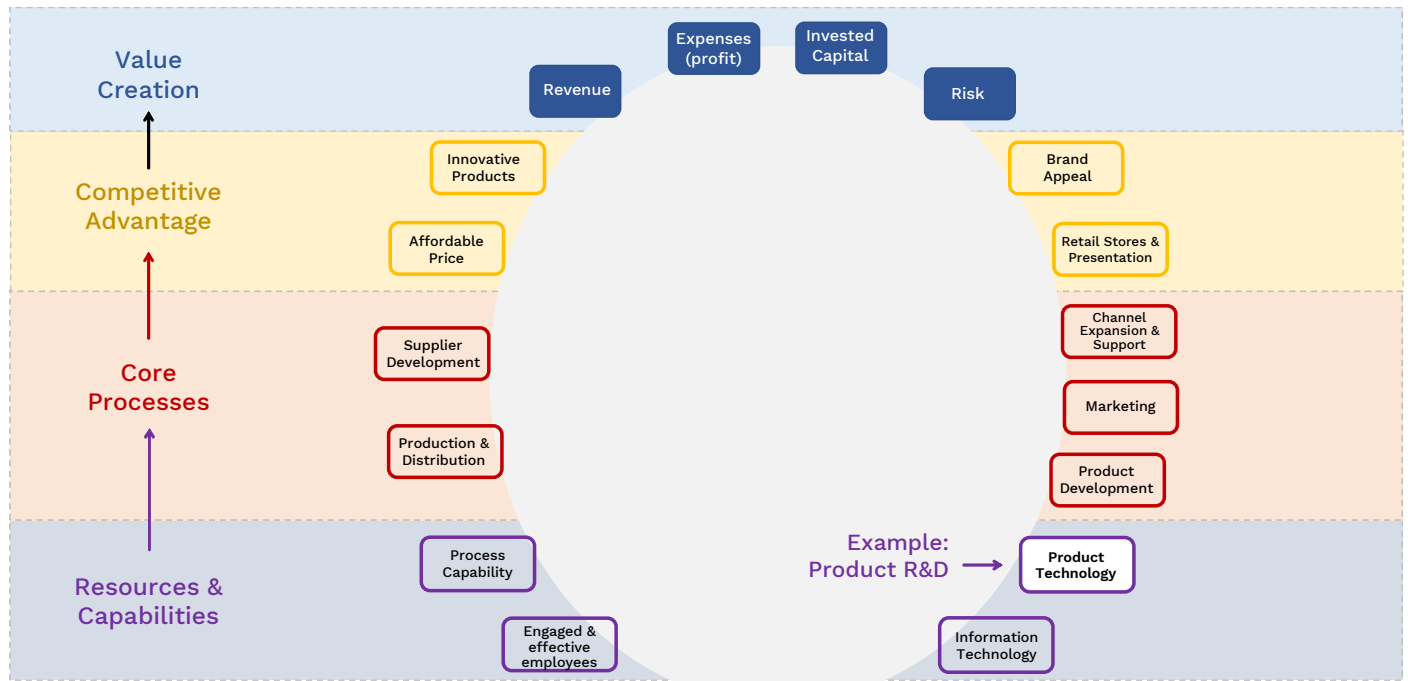 Value
Creation
Expenses
(profit)
Invested
Capital
Revenue
Risk
Competitive
Advantage
Innovative
Products
Brand
Appeal
Affordable
Price
Retail Stores &
Presentation
Core
Processes
Supplier
Development
Channel
Expansion &
Support
Marketing
Production &
Distribution
Product
Development
Resources &
Capabilities
Process
Capability
Example:
Product R&D
Product
Technology
Engaged &
effective
employees
Information
Technology